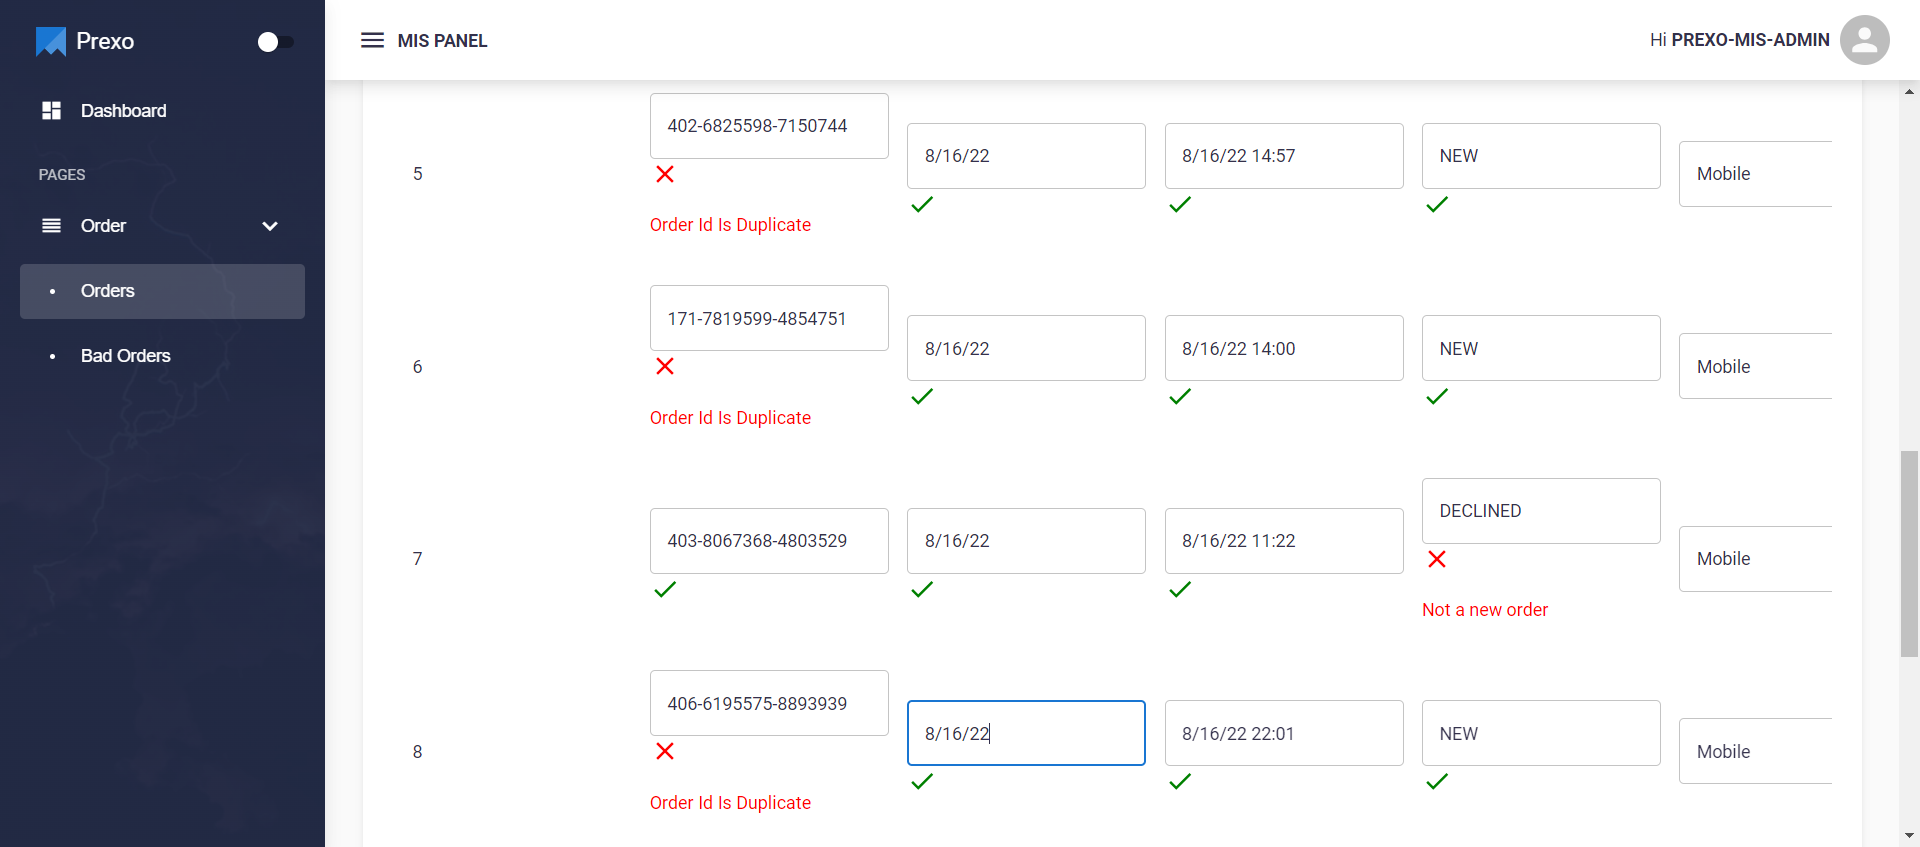 Prexo
MIS PANEL
Hi PREXO-MIS-ADMIN
Dashboard
PAGES
Order
Orders
Bad Orders
5
402-6825598-7150744
Order Id Is Duplicate
8/16/22
8/16/22 14:57
NEW
Mobile
6
171-7819599-4854751
Order Id Is Duplicate
8/16/22
8/16/22 14:00
NEW
Mobile
7
403-8067368-4803529
8/16/22
8/16/22 11:22
DECLINED
Not a new order
Mobile
8
406-6195575-8893939
Order Id Is Duplicate
8/16/22
8/16/22 22:01
NEW
Mobile